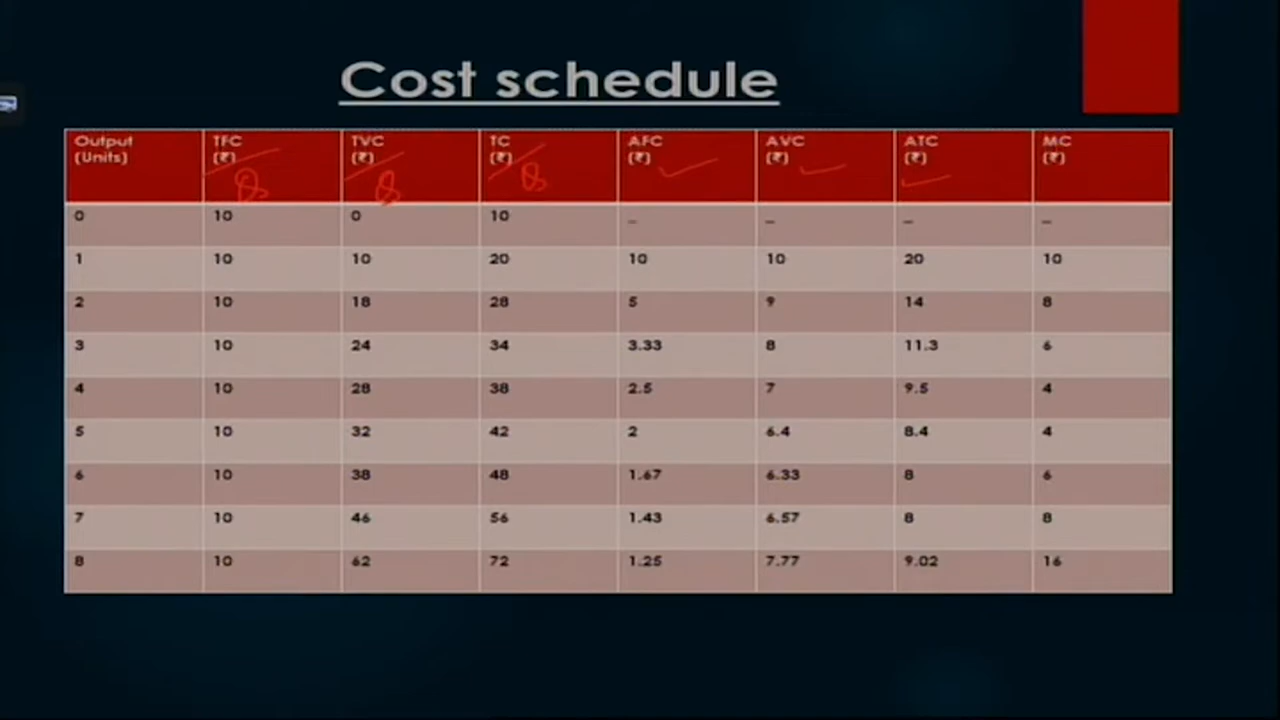 Cost schedule
Output (Units) TFC (₹) TVC (₹) TC (₹) AFC (₹) AVC (₹) ATC (₹) MC (₹)
0 10 0 10 – – – –
1 10 10 20 10 10 20 10
2 10 18 28 5 9 14 8
3 10 24 34 3.33 8 11.3 6
4 10 28 38 2.5 7 9.5 4
5 10 32 42 2 6.4 8.4 4
6 10 38 48 1.67 6.33 8 6
7 10 46 56 1.43 6.57 8 8
8 10 62 72 1.25 7.77 9.02 16